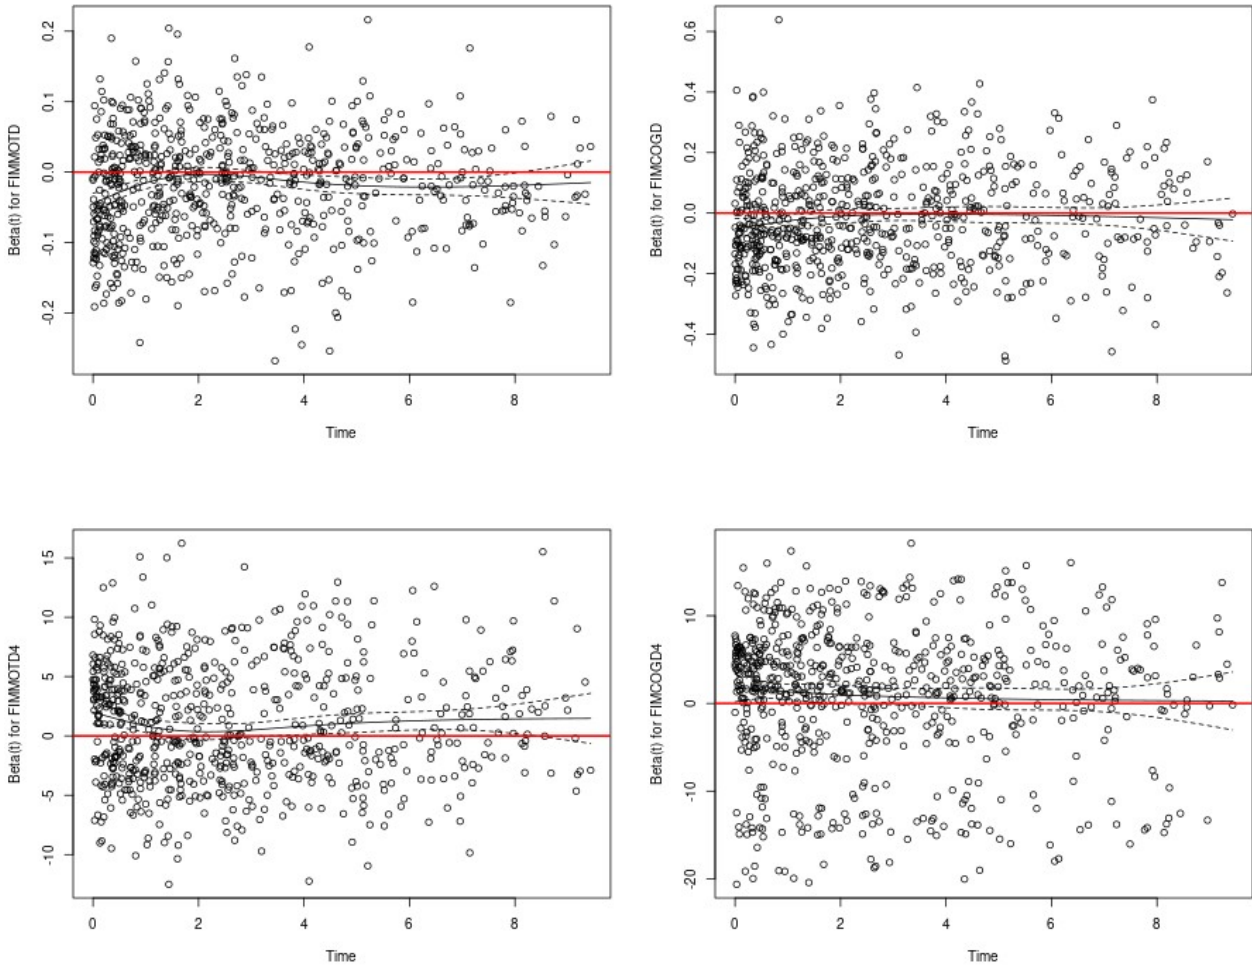 0.2
0.1
0.0
-0.1
-0.2
Beta(t) for FIMMOTD
0 2 4 6 8
Time
0.6
0.4
0.2
0.0
-0.2
-0.4
Beta(t) for FIMCOGD
0 2 4 6 8
Time
15
10
5
0
-5
-10
Beta(t) for FIMMOTD4
0 2 4 6 8
Time
10
0
-10
-20
Beta(t) for FIMCOGD4
0 2 4 6 8
Time